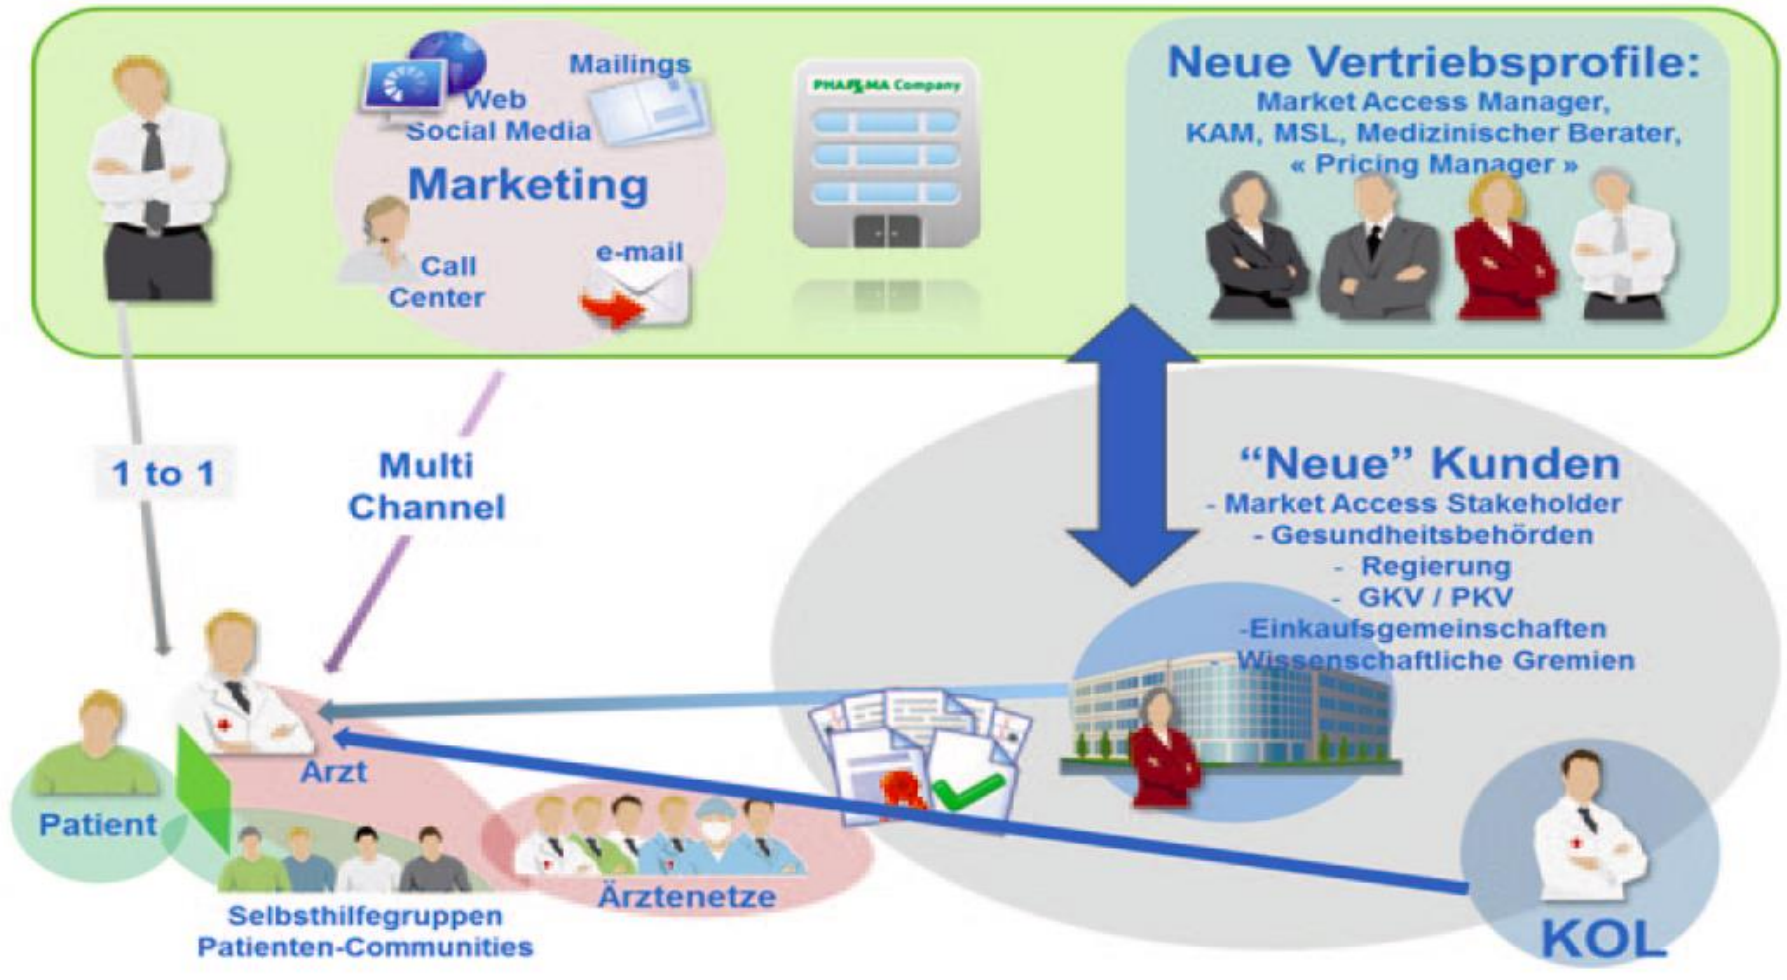 Mailings
Web
Social Media
Marketing
Call
Center
e-mail
PHARMA Company
Neue Vertriebsprofile:
Market Access Manager,
KAM, MSL, Medizinischer Berater,
« Pricing Manager »
1 to 1
Multi
Channel
“Neue” Kunden
- Market Access Stakeholder
- Gesundheitsbehörden
- Regierung
- GKV / PKV
-Einkaufsgemeinschaften
- Wissenschaftliche Gremien
Arzt
Patient
Ärztenetze
Selbsthilfegruppen
Patienten-Communities
KOL